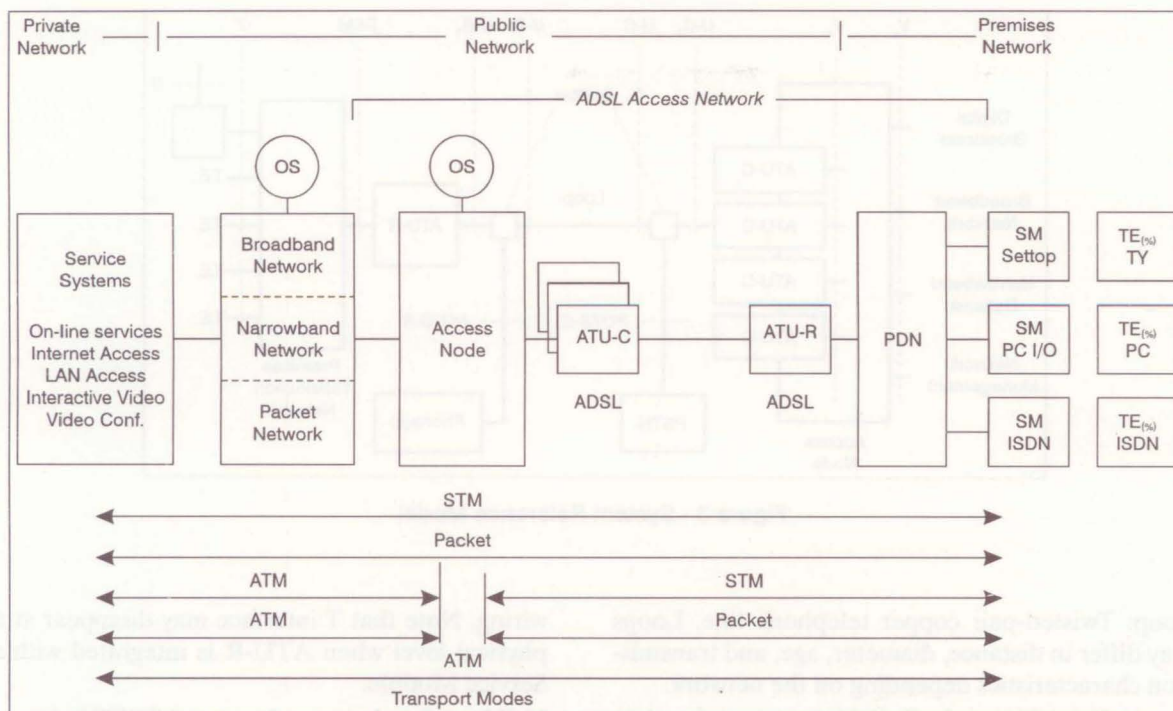 Private
Network
Public
Network
Premises
Network
ADSL Access Network
OS
OS
Service
Systems
On-line services
Internet Access
LAN Access
Interactive Video
Video Conf.
Broadband
Network
Narrowband
Network
Packet
Network
Access
Node
ATU-C
ADSL
ATU-R
ADSL
PDN
SM
Settop
SM
PC I/O
SM
ISDN
TE(%)
TY
TE(%)
PC
TE(%)
ISDN
STM
Packet
ATM
STM
ATM
Packet
ATM
Transport Modes